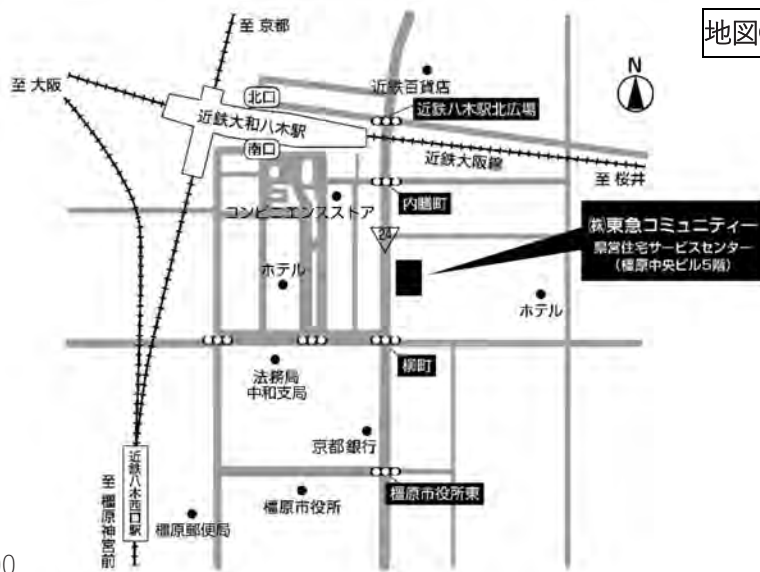 至 京都
地図
至 大阪
近鉄百貨店
N
北口
近鉄八木駅北広場
近鉄大和八木駅
南口
近鉄大阪線
至 桜井
内膳町
コンビニエンスストア
24
㈱東急コミュニティー
県営住宅サービスセンター
(橿原中央ビル5階)
ホテル
ホテル
柳町
法務局
中和支局
京都銀行
近鉄八木西口駅
至 橿原神宮前
橿原市役所
橿原市役所東
橿原郵便局